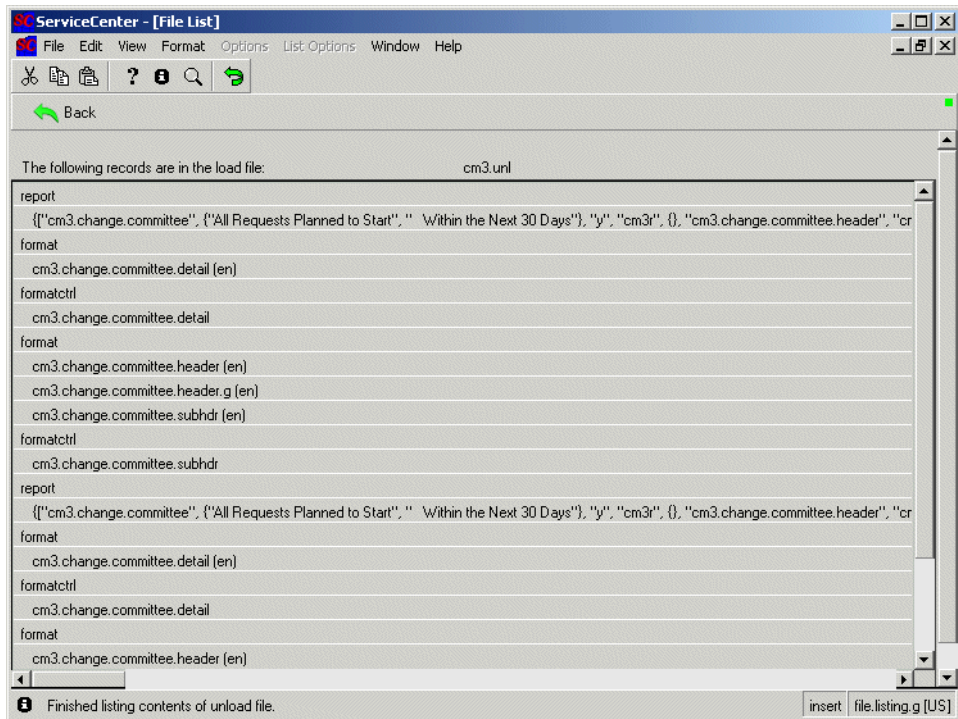 SC ServiceCenter - [File List]
SC File Edit View Format Options List Options Window Help
Back
The following records are in the load file: cm3.unl
report
{["cm3.change.committee", {"All Requests Planned to Start", "   Within the Next 30 Days"}, "y", "cm3r", {}, "cm3.change.committee.header", "cr
format
cm3.change.committee.detail (en)
formatctrl
cm3.change.committee.detail
format
cm3.change.committee.header (en)
cm3.change.committee.header.g (en)
cm3.change.committee.subhdr (en)
formatctrl
cm3.change.committee.subhdr
report
{["cm3.change.committee", {"All Requests Planned to Start", "   Within the Next 30 Days"}, "y", "cm3r", {}, "cm3.change.committee.header", "cr
format
cm3.change.committee.detail (en)
formatctrl
cm3.change.committee.detail
format
cm3.change.committee.header (en)
Finished listing contents of unload file. insert file.listing.g [US]